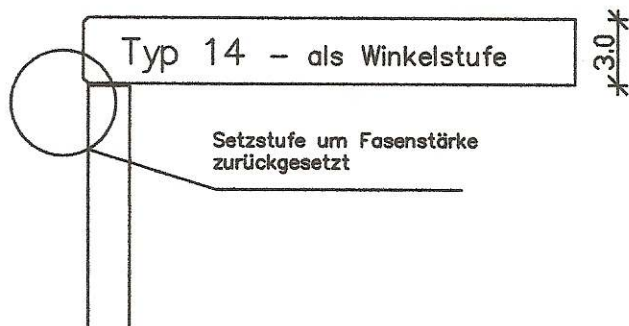 Typ 14 - als Winkelstufe
3.0
Setzstufe um Fasenstärke
zurückgesetzt